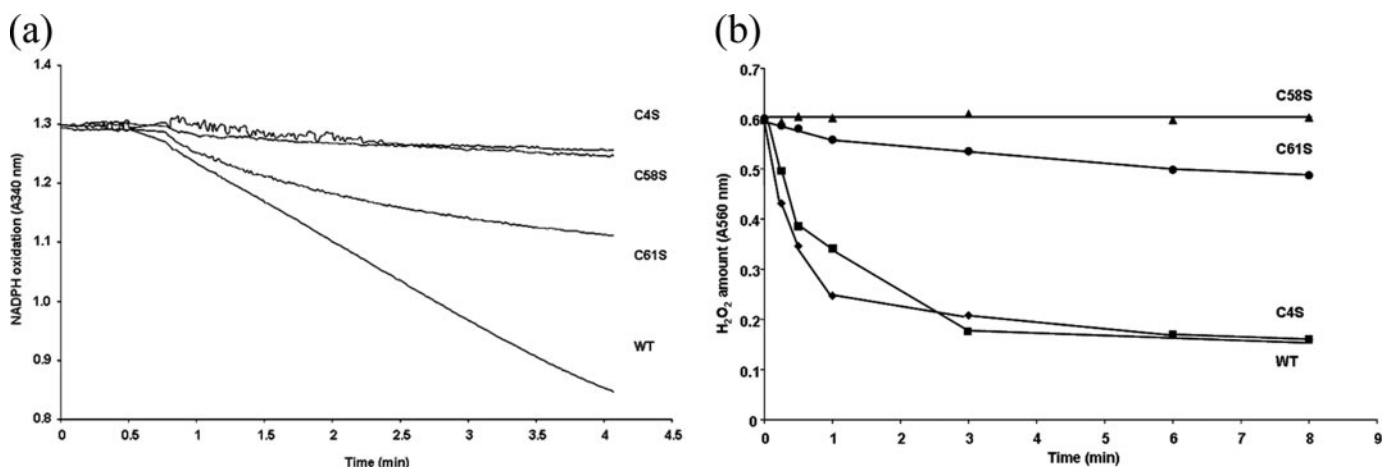 (a)
NADPH oxidation (A340 nm)
1.4
1.3
1.2
1.1
1.0
0.9
0.8
0
0.5
1
1.5
2
2.5
3
3.5
4
4.5
Time (min)
C4S
C58S
C61S
WT
(b)
H₂O₂ amount (A560 nm)
0.7
0.6
0.5
0.4
0.3
0.2
0.1
0
0
1
2
3
4
5
6
7
8
9
Time (min)
C58S
C61S
C4S
WT